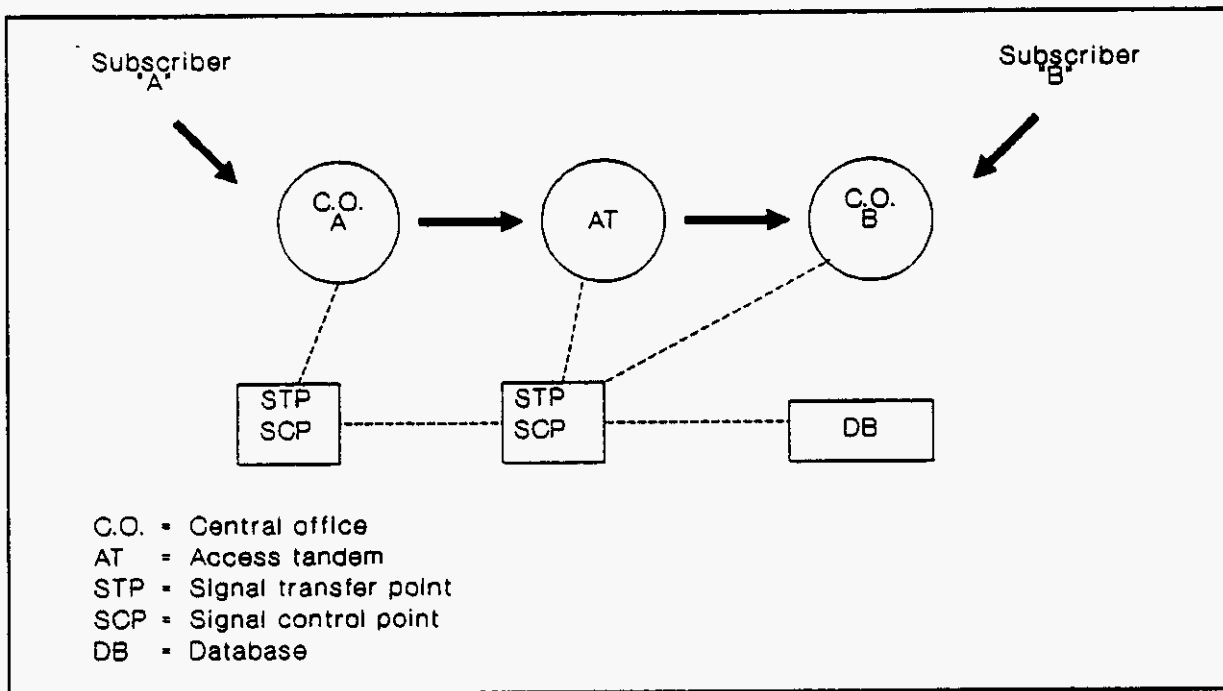 Subscriber
"A"
Subscriber
"B"
C.O.
A
AT
C.O.
B
STP
SCP
STP
SCP
DB
C.O. = Central office
AT = Access tandem
STP = Signal transfer point
SCP = Signal control point
DB = Database